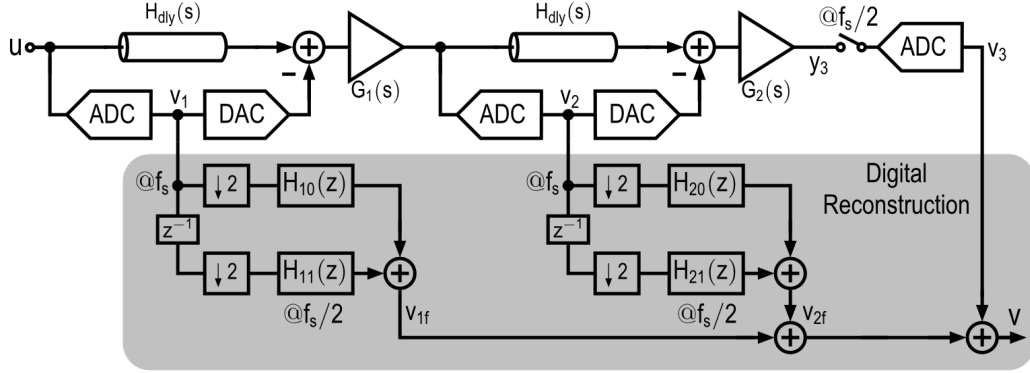 H_dly(s) H_dly(s) @f_s/2
u - G_1(s) - G_2(s) y_3 ADC v_3
ADC v_1 DAC ADC v_2 DAC
@f_s ↓2 H_10(z) @f_s ↓2 H_20(z) Digital
Reconstruction
z^-1 z^-1
↓2 H_11(z) + ↓2 H_21(z) +
@f_s/2 v_1f @f_s/2 v_2f v